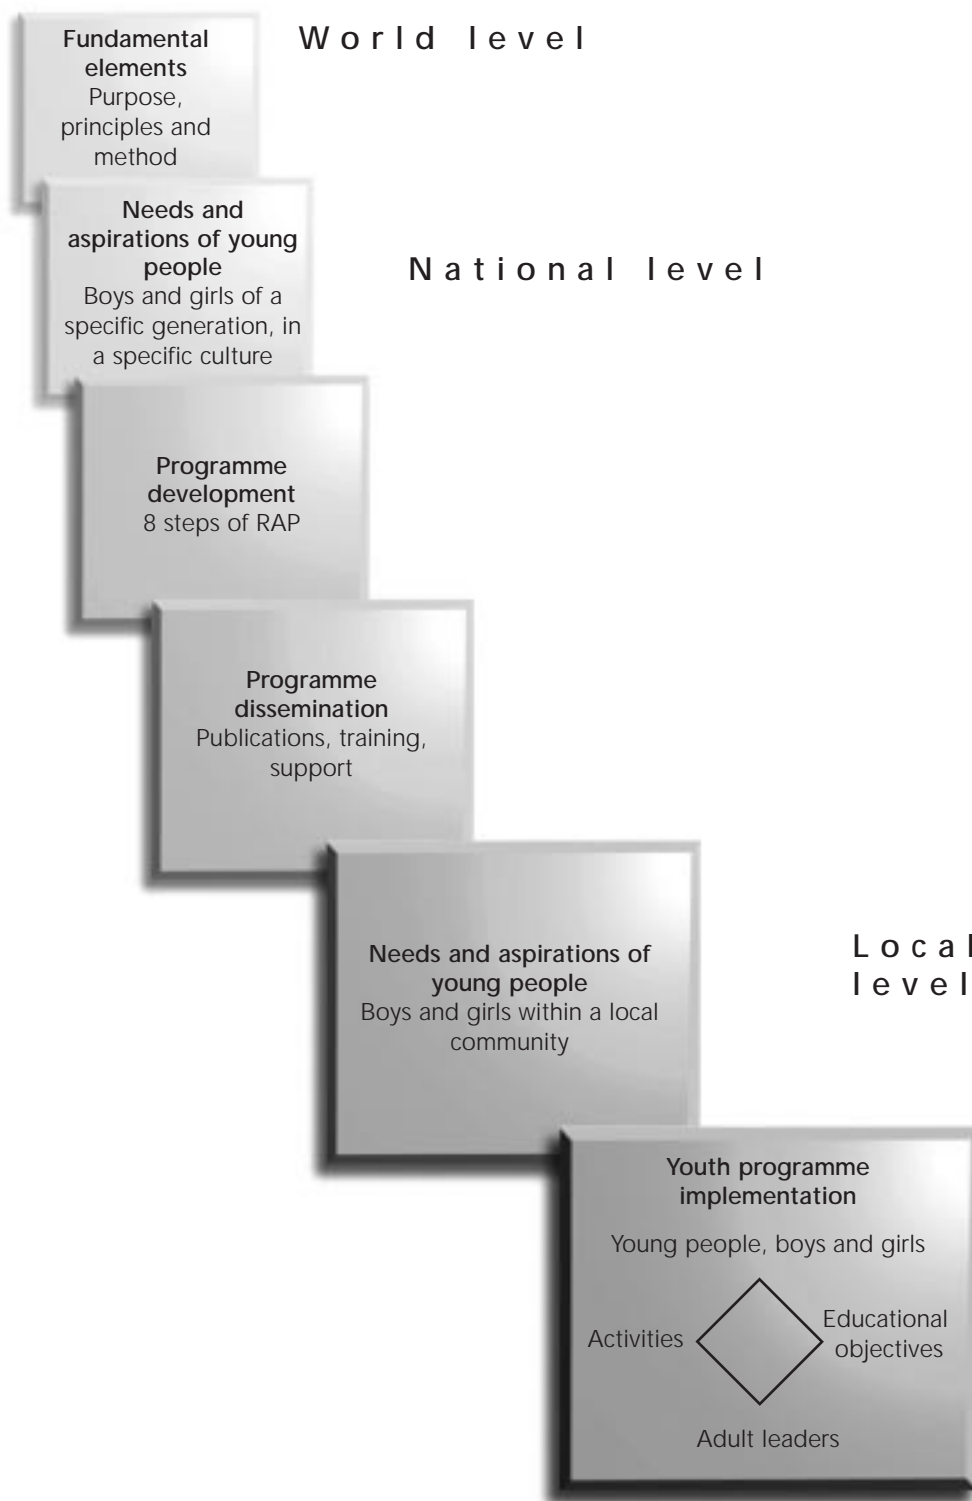 World level
Fundamental
elements
Purpose,
principles and
method
Needs and
aspirations of young
people
Boys and girls of a
specific generation, in
a specific culture
National level
Programme
development
8 steps of RAP
Programme
dissemination
Publications, training,
support
Needs and aspirations of
young people
Boys and girls within a local
community
Local
level
Youth programme
implementation
Young people, boys and girls
Activities
Educational
objectives
Adult leaders